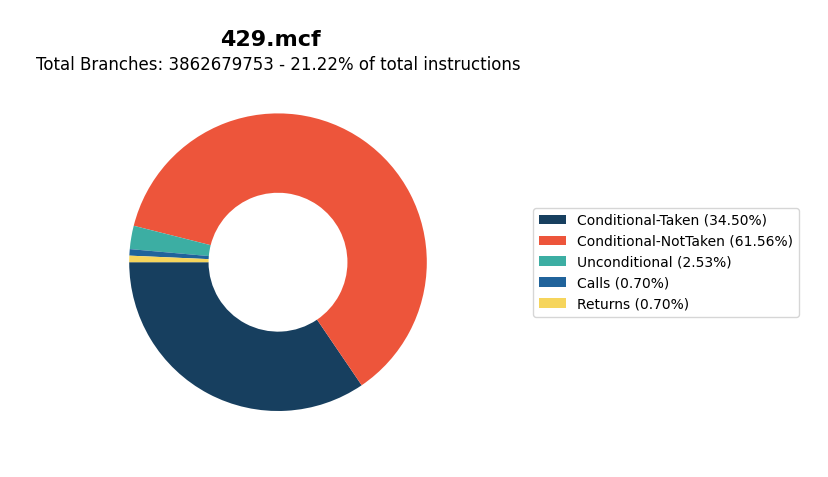 429.mcf
Total Branches: 3862679753 - 21.22% of total instructions
Conditional-Taken (34.50%)
Conditional-NotTaken (61.56%)
Unconditional (2.53%)
Calls (0.70%)
Returns (0.70%)